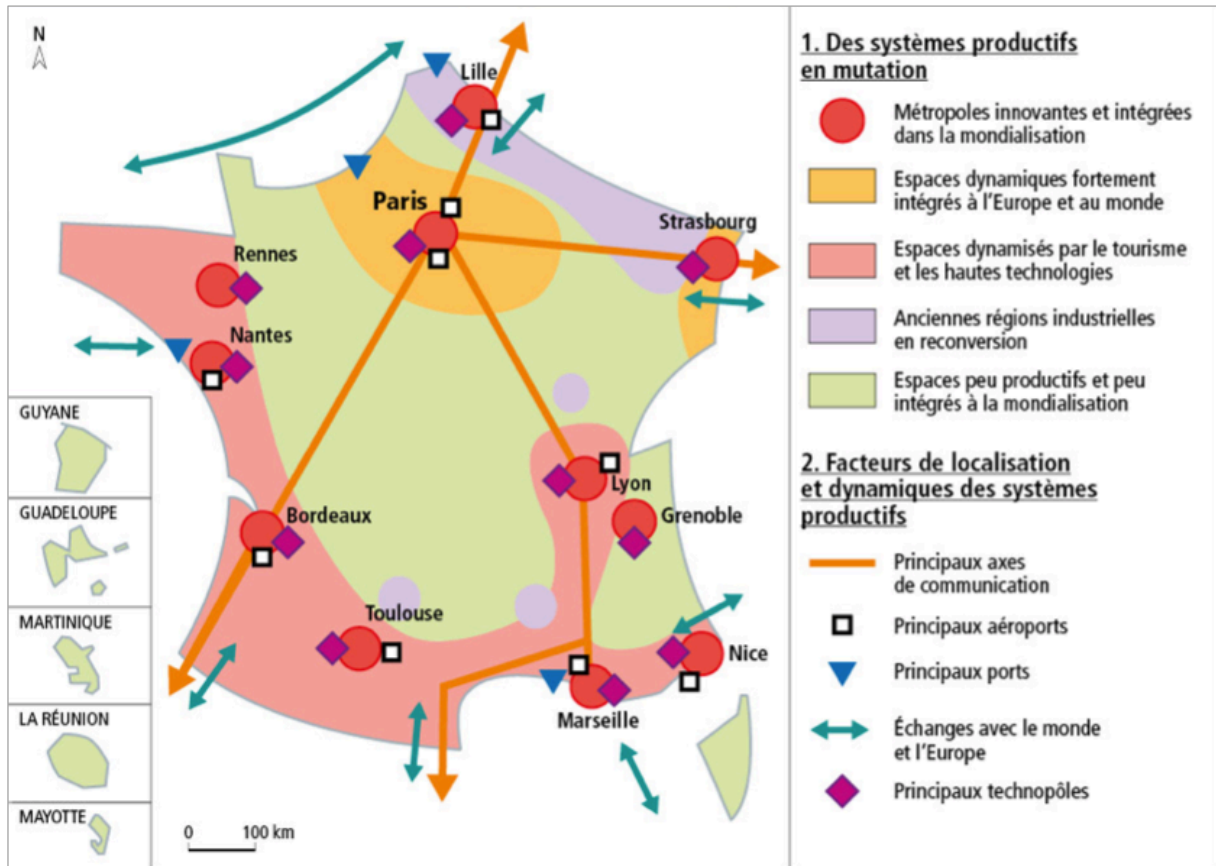 N
Lille
Paris
Strasbourg
Rennes
Nantes
GUYANE
GUADELOUPE
MARTINIQUE
LA RÉUNION
MAYOTTE
Lyon
Grenoble
Bordeaux
Toulouse
Nice
Marseille
0 100 km
1. Des systèmes productifs
en mutation
Métropoles innovantes et intégrées
dans la mondialisation
Espaces dynamiques fortement
intégrés à l'Europe et au monde
Espaces dynamisés par le tourisme
et les hautes technologies
Anciennes régions industrielles
en reconversion
Espaces peu productifs et peu
intégrés à la mondialisation
2. Facteurs de localisation
et dynamiques des systèmes
productifs
Principaux axes
de communication
Principaux aéroports
Principaux ports
Échanges avec le monde
et l'Europe
Principaux technopôles